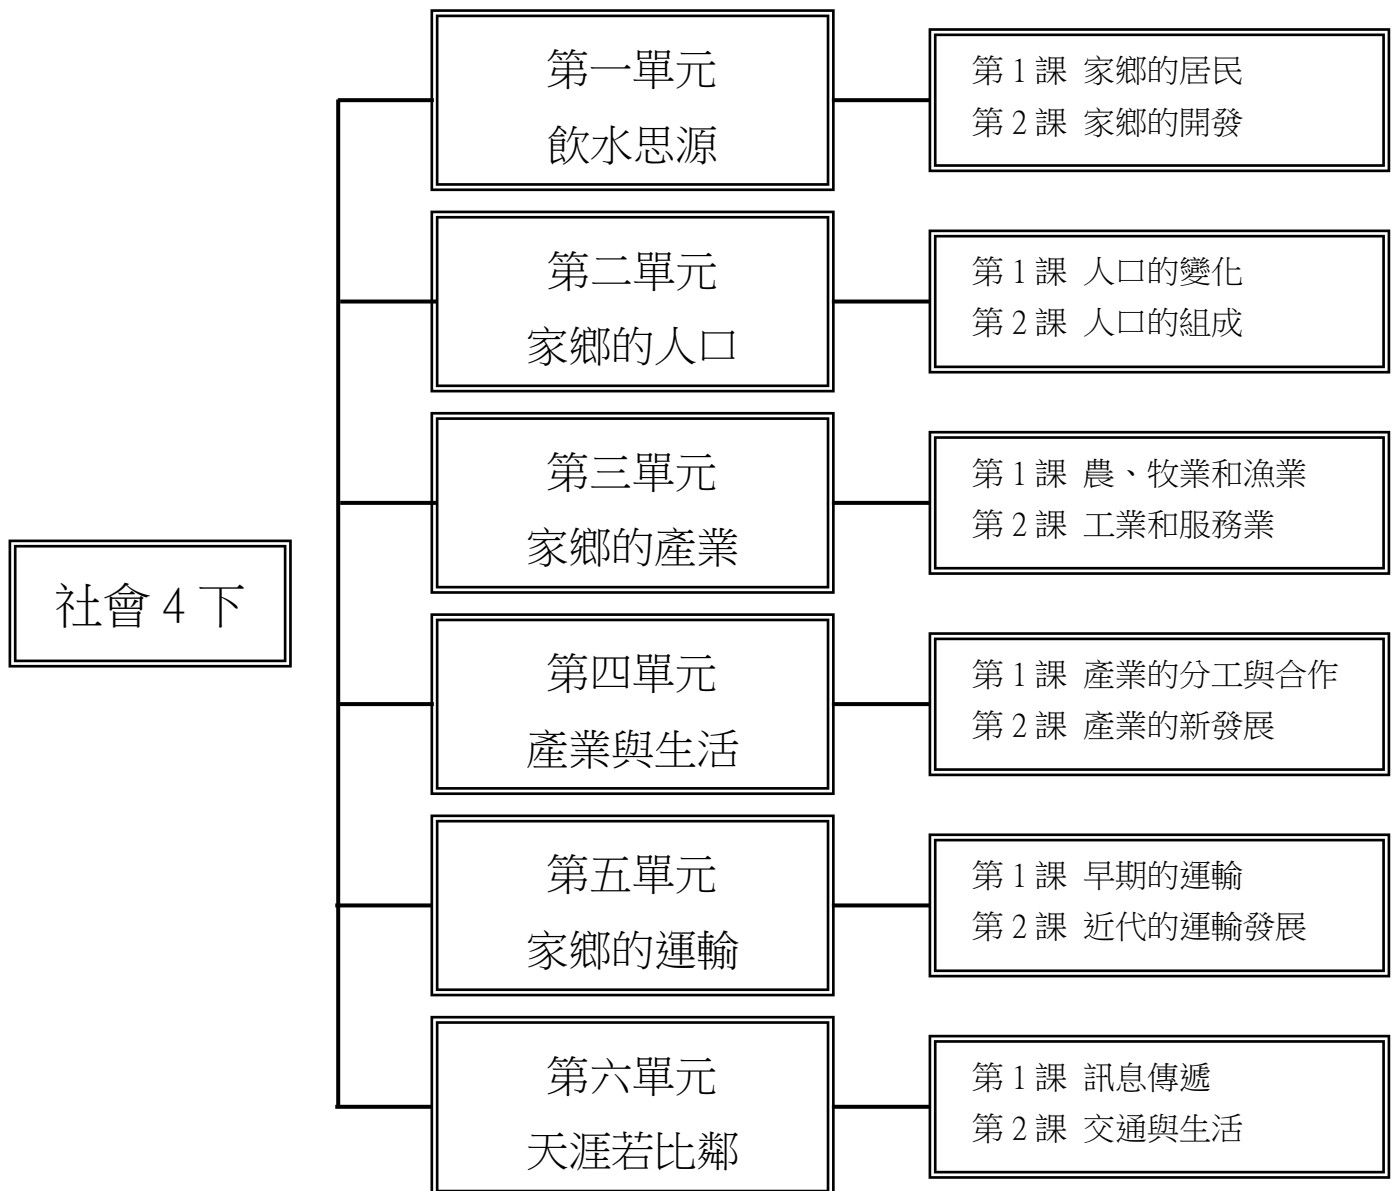 社會 4 下
第一單元
飲水思源
第 1 課 家鄉的居民
第 2 課 家鄉的開發
第二單元
家鄉的人口
第 1 課 人口的變化
第 2 課 人口的組成
第三單元
家鄉的產業
第 1 課 農、牧業和漁業
第 2 課 工業和服務業
第四單元
產業與生活
第 1 課 產業的分工與合作
第 2 課 產業的新發展
第五單元
家鄉的運輸
第 1 課 早期的運輸
第 2 課 近代的運輸發展
第六單元
天涯若比鄰
第 1 課 訊息傳遞
第 2 課 交通與生活